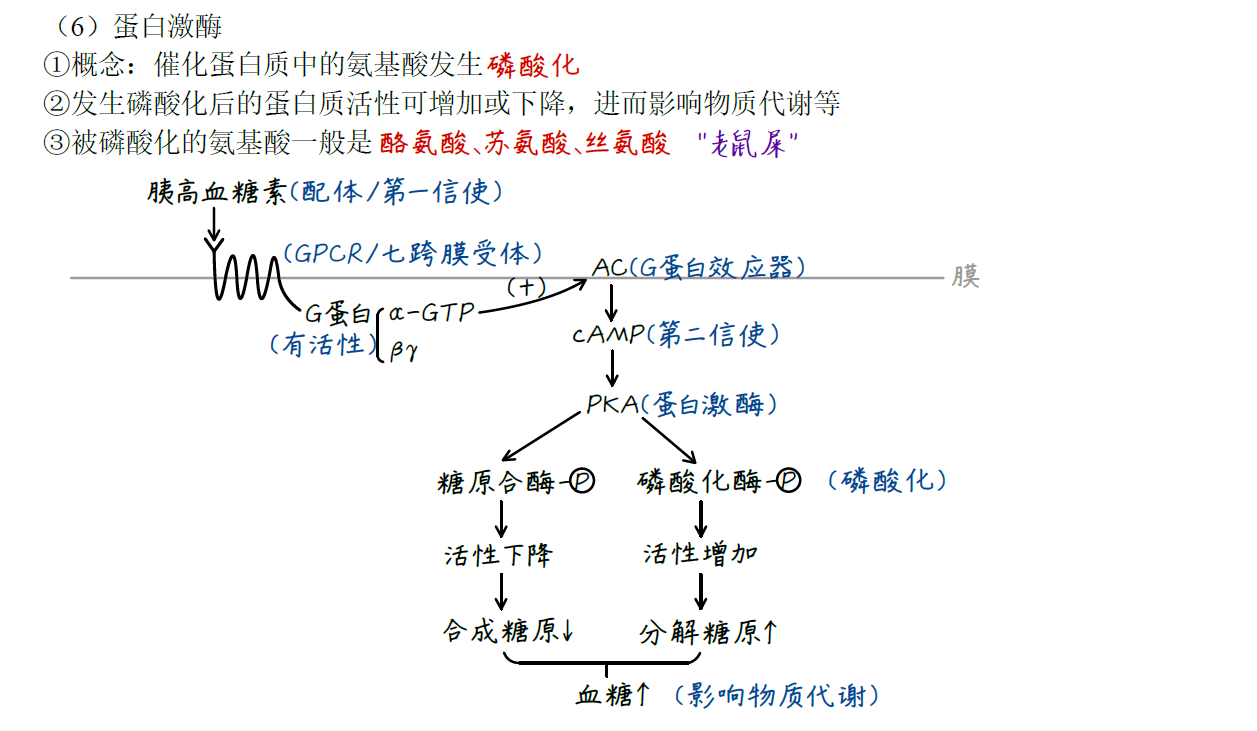 （6）蛋白激酶
①概念：催化蛋白质中的氨基酸发生磷酸化
②发生磷酸化后的蛋白质活性可增加或下降，进而影响物质代谢等
③被磷酸化的氨基酸一般是酪氨酸、苏氨酸、丝氨酸 "老鼠屎"
胰高血糖素(配体/第一信使)
(GPCR/七跨膜受体)
AC(G蛋白效应器)
膜
(+)
G蛋白 α-GTP
(有活性) βγ
cAMP(第二信使)
PKA(蛋白激酶)
糖原合酶-Ⓟ 磷酸化酶-Ⓟ (磷酸化)
活性下降 活性增加
合成糖原↓ 分解糖原↑
血糖↑ (影响物质代谢)